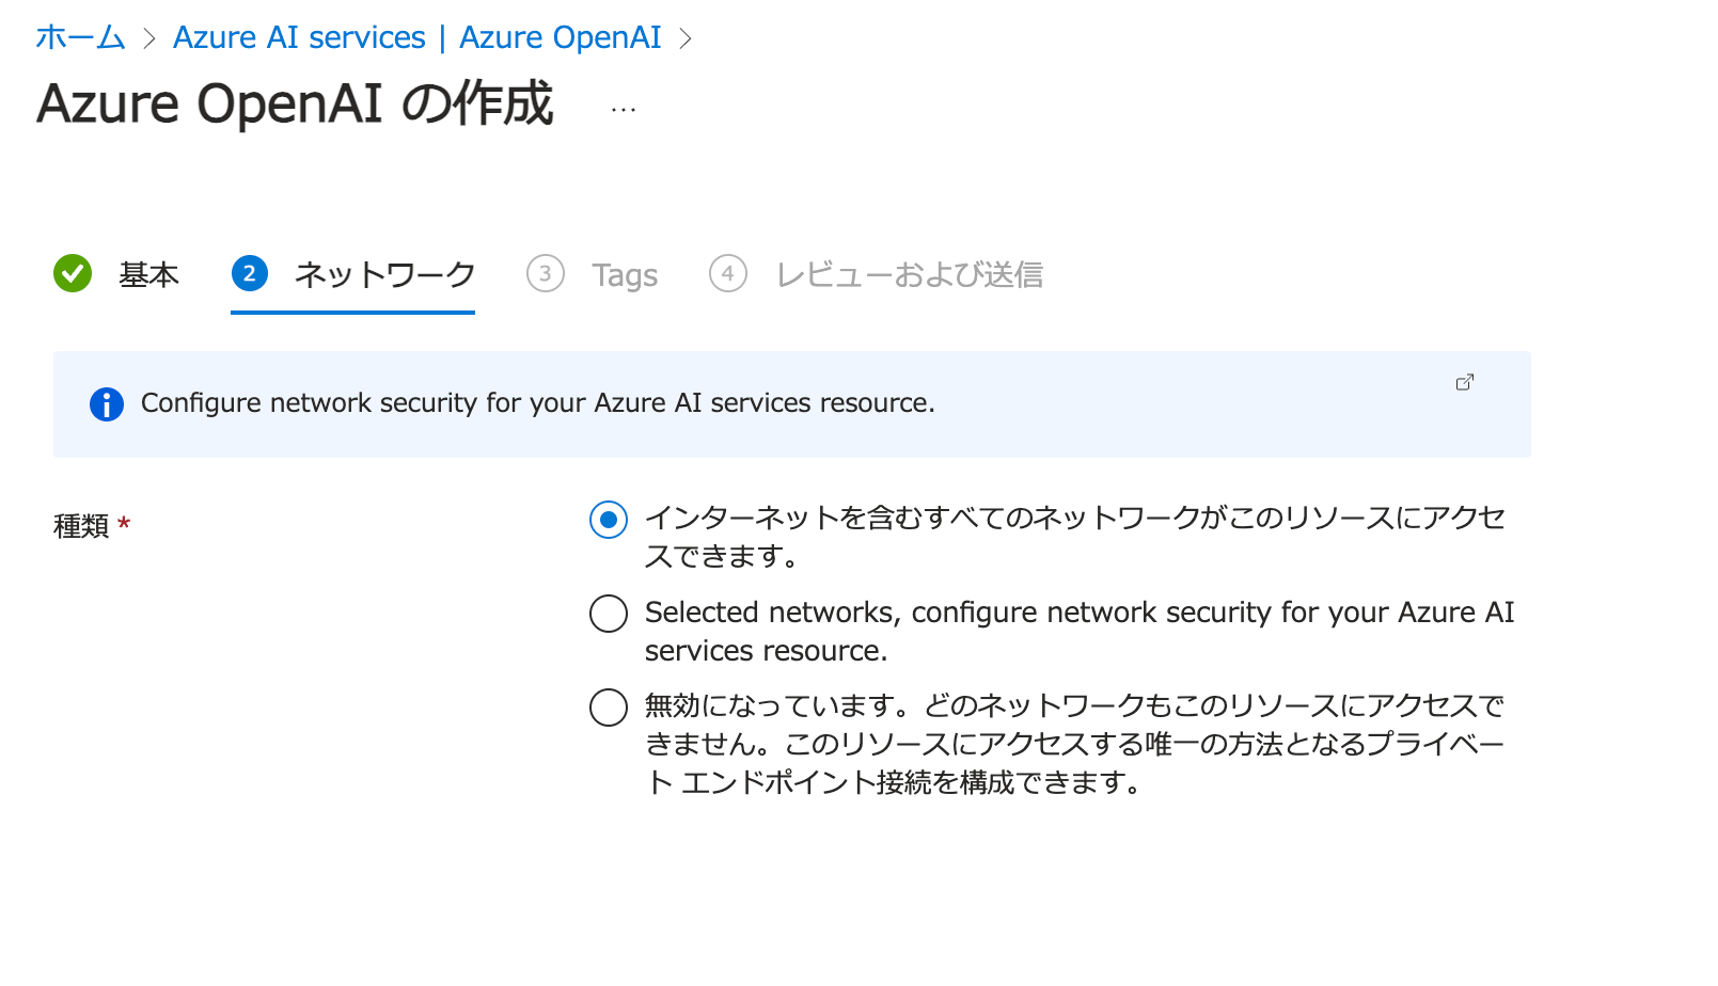 ホーム > Azure AI services | Azure OpenAI >
Azure OpenAI の作成 ...
基本 2 ネットワーク 3 Tags 4 レビューおよび送信
Configure network security for your Azure AI services resource.
種類 *
インターネットを含むすべてのネットワークがこのリソースにアクセ
スできます。
Selected networks, configure network security for your Azure AI
services resource.
無効になっています。どのネットワークもこのリソースにアクセスで
きません。このリソースにアクセスする唯一の方法となるプライベー
ト エンドポイント接続を構成できます。